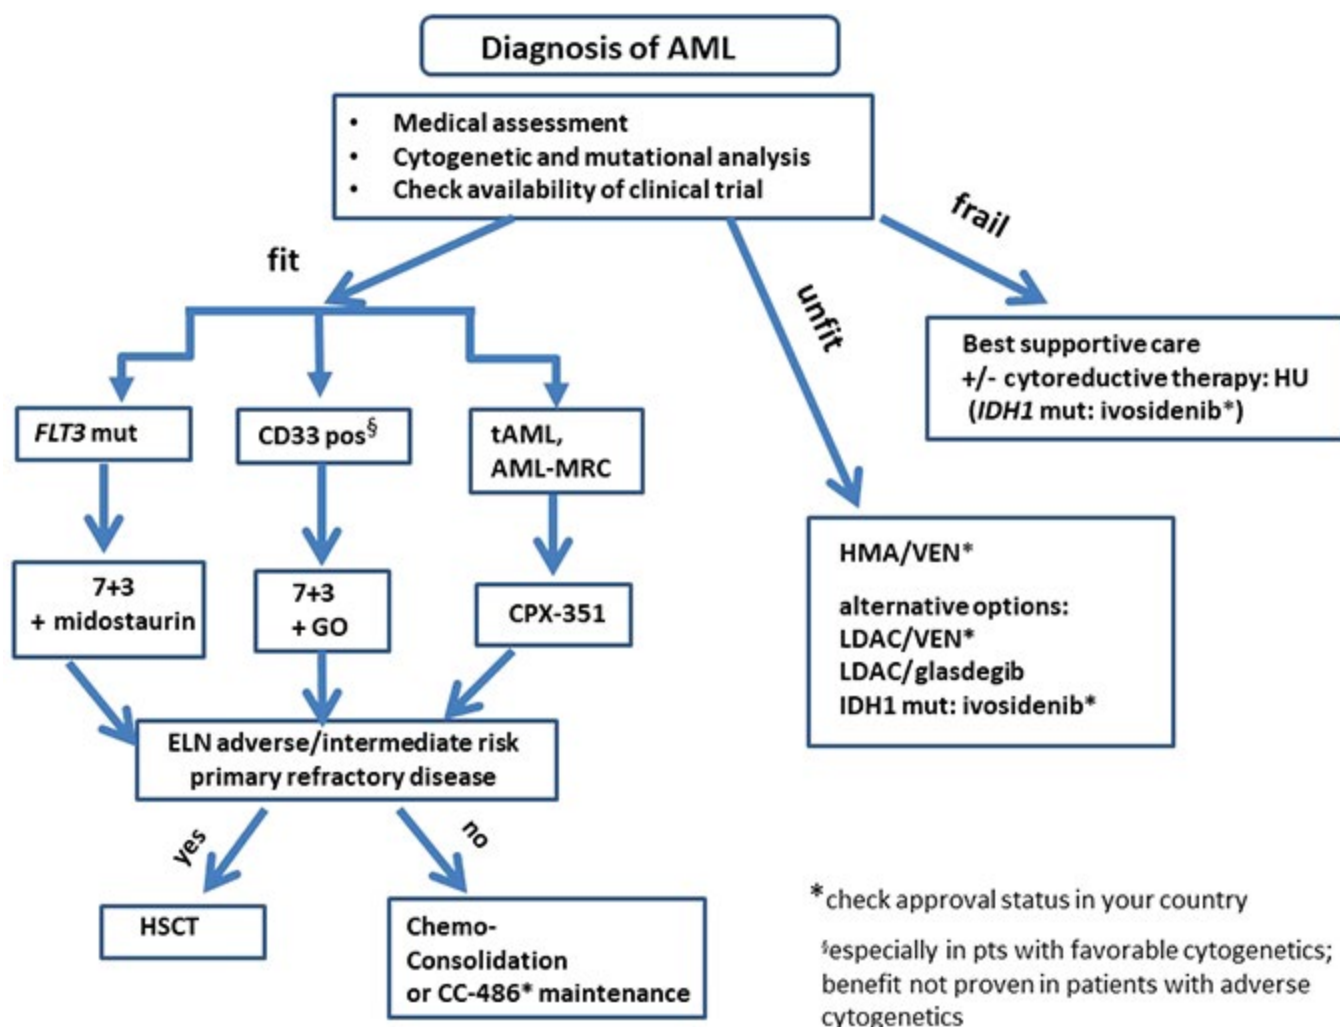 Diagnosis of AML
• Medical assessment
• Cytogenetic and mutational analysis
• Check availability of clinical trial
fit
unfit
frail
FLT3 mut
CD33 pos§
tAML,
AML-MRC
7+3
+ midostaurin
7+3
+ GO
CPX-351
ELN adverse/intermediate risk
primary refractory disease
yes
no
HSCT
Chemo-
Consolidation
or CC-486* maintenance
Best supportive care
+/- cytoreductive therapy: HU
(IDH1 mut: ivosidenib*)
HMA/VEN*
alternative options:
LDAC/VEN*
LDAC/glasdegib
IDH1 mut: ivosidenib*
*check approval status in your country
§especially in pts with favorable cytogenetics;
benefit not proven in patients with adverse
cytogenetics